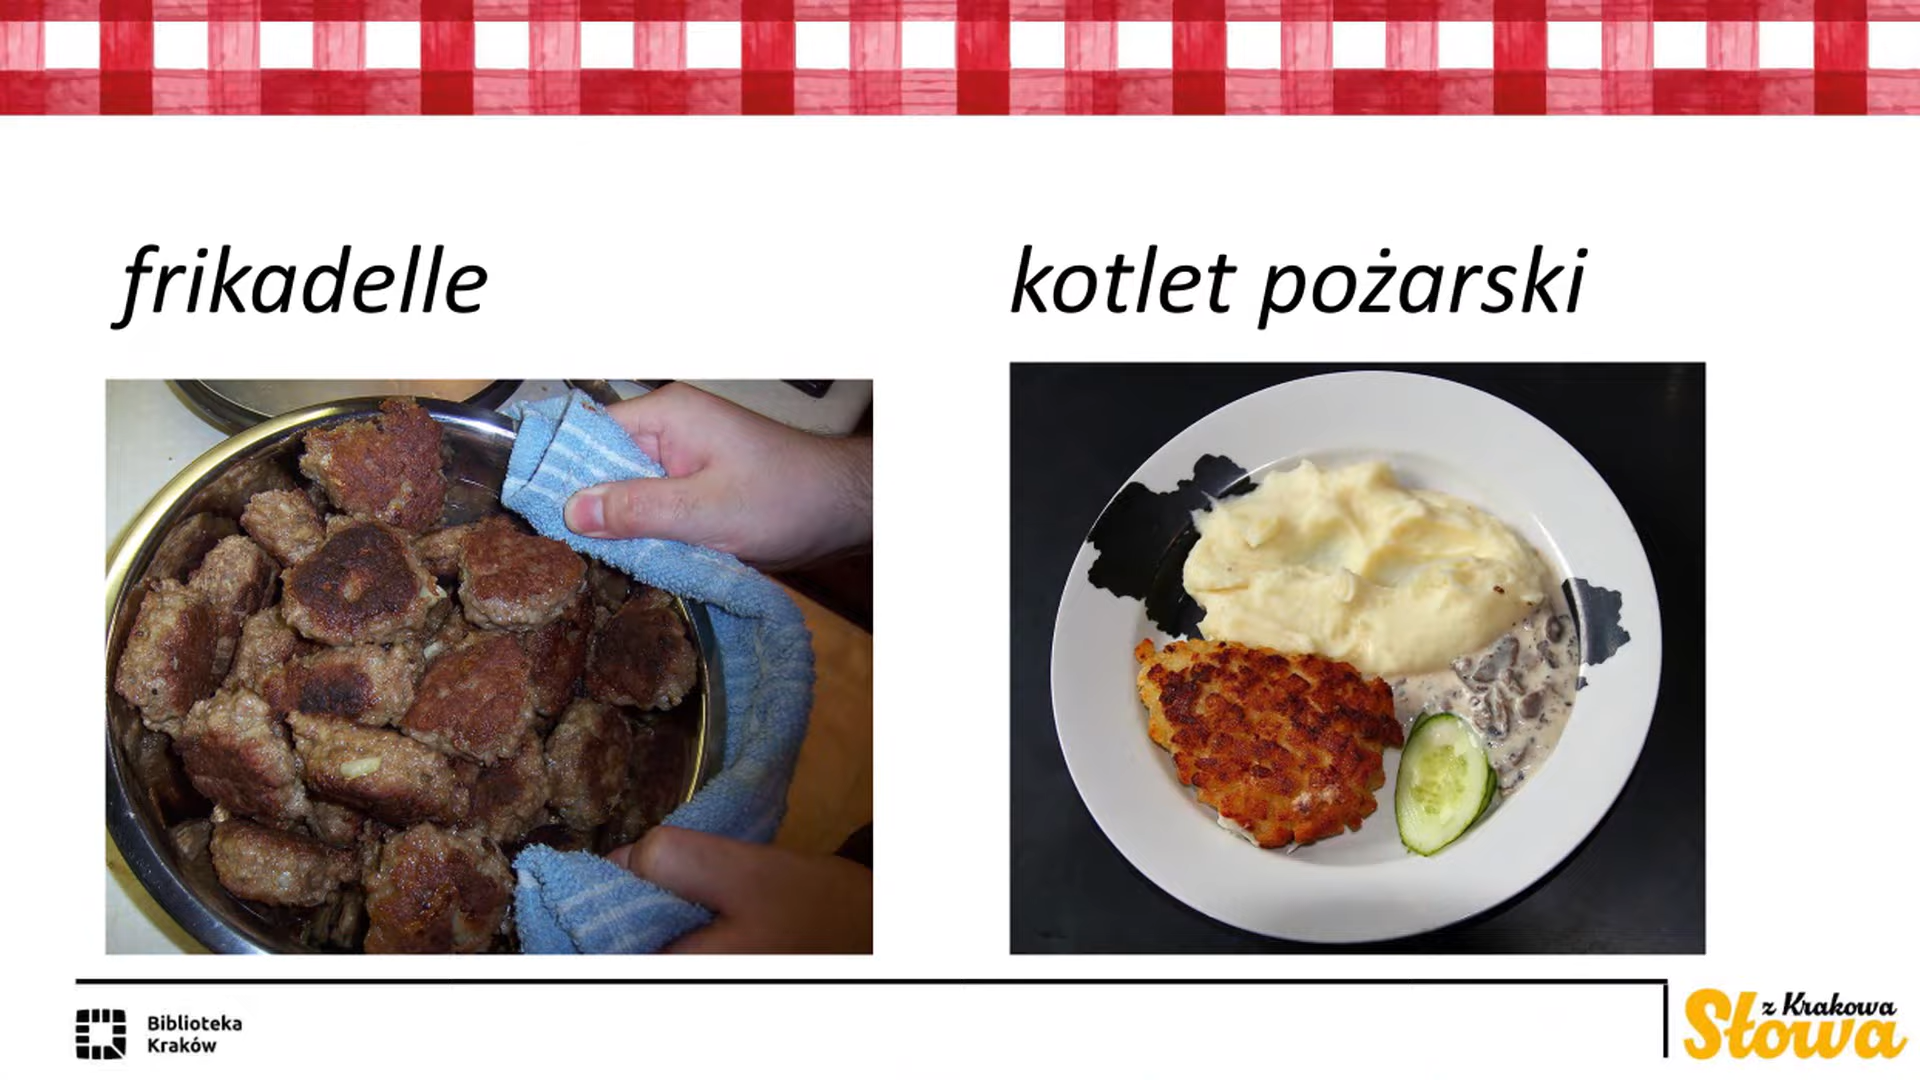 frikadelle
kotlet pożarski
Biblioteka
Kraków
z Krakowa
Słowa